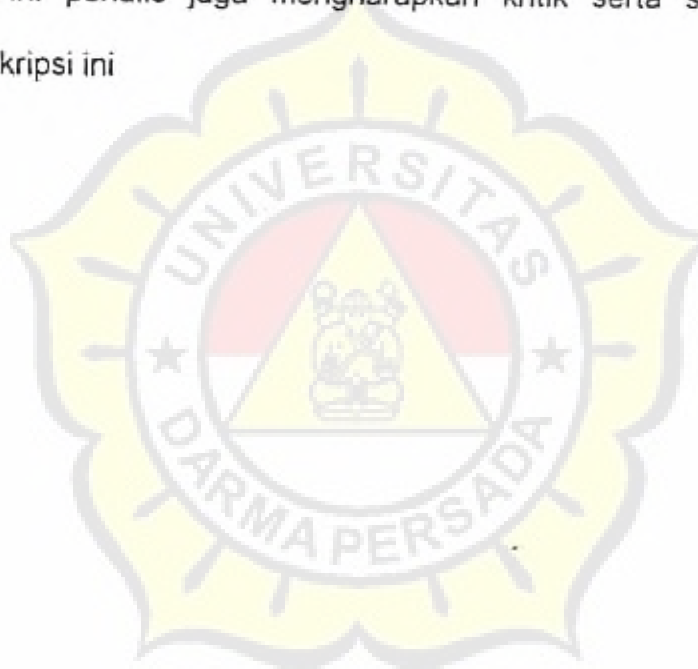 ini penulis juga mengharapkan kritik serta
kripsi ini
UNIVERSITAS
DARMA PERSADA